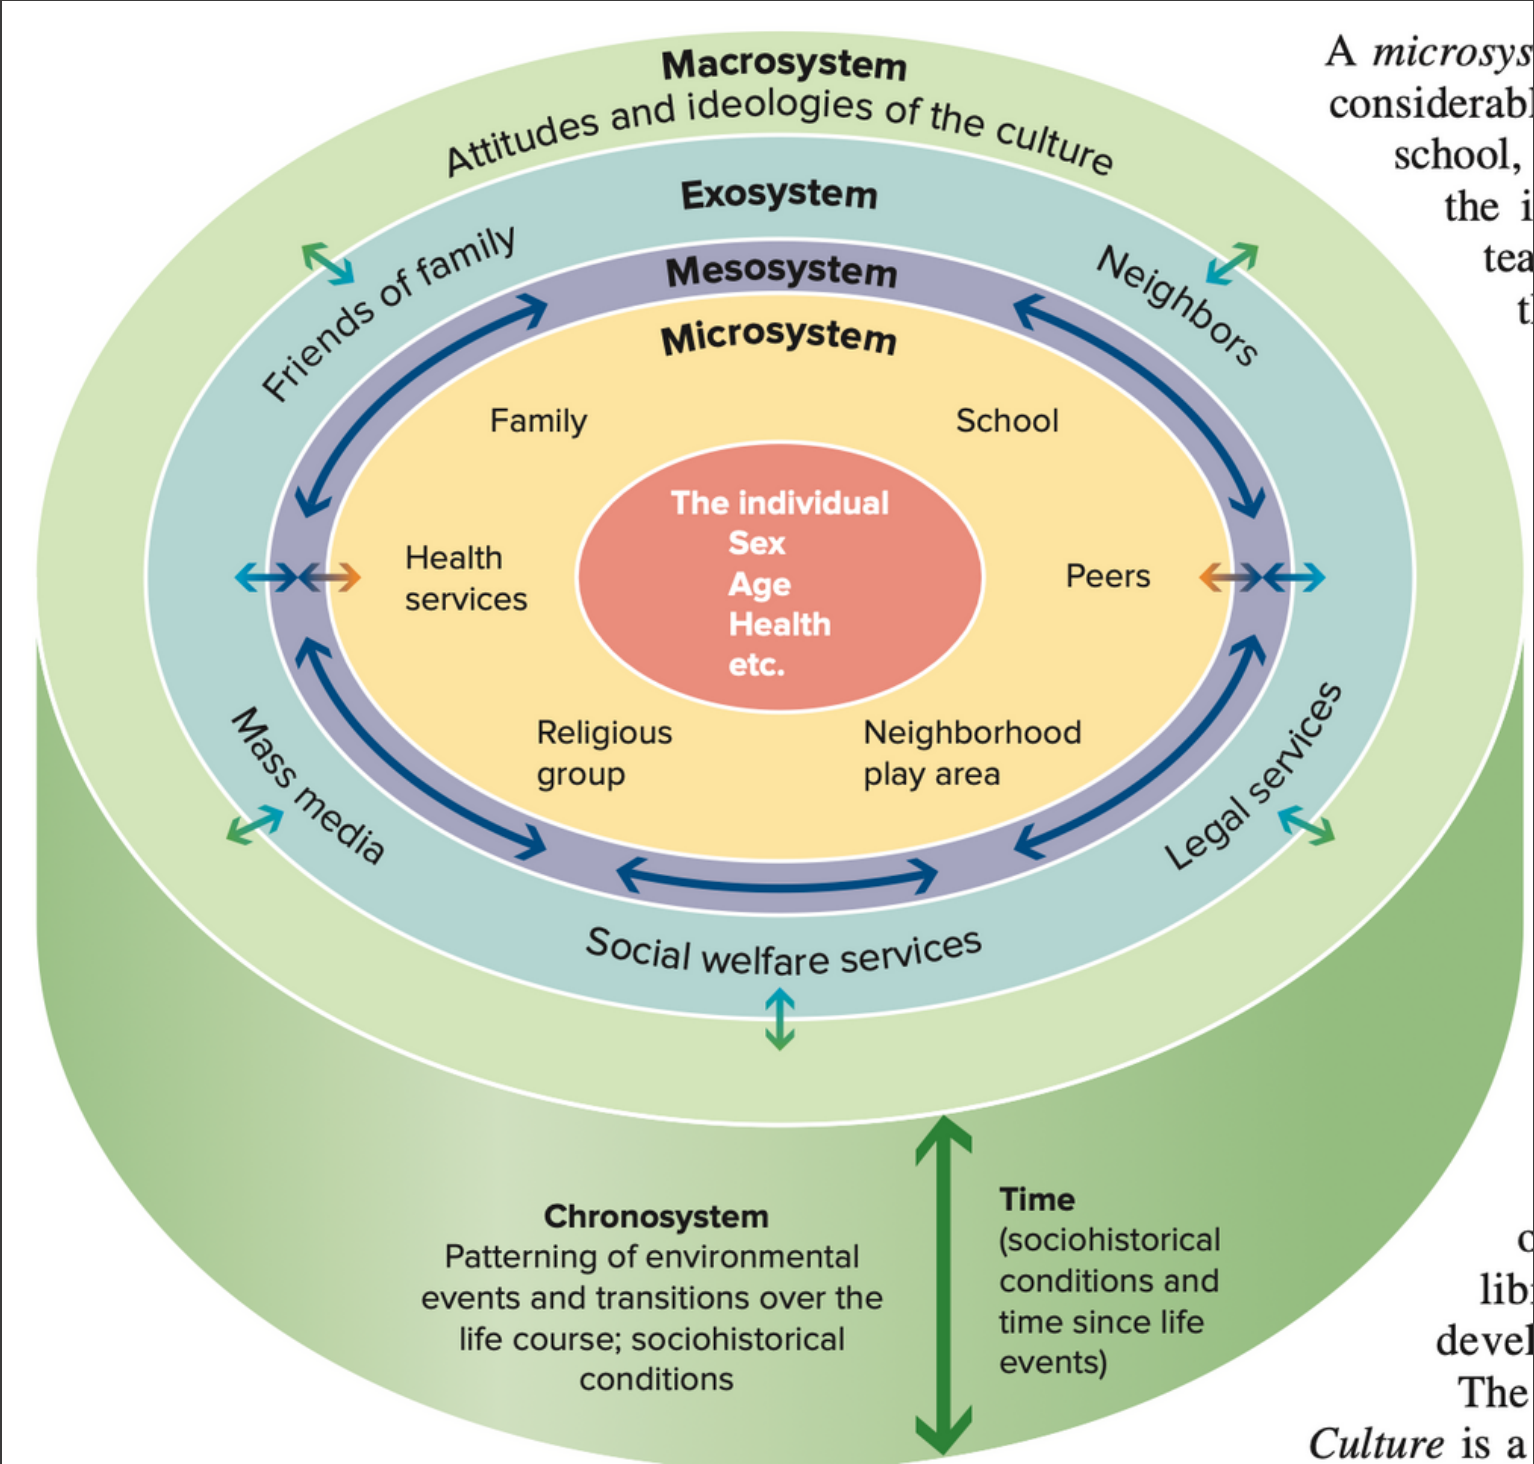 Macrosystem
Attitudes and ideologies of the culture
Exosystem
Friends of family
Neighbors
Mesosystem
Microsystem
Family
School
The individual
Sex
Age
Health
etc.
Health
services
Peers
Religious
group
Neighborhood
play area
Mass media
Legal services
Social welfare services
Chronosystem
Patterning of environmental
events and transitions over the
life course; sociohistorical
conditions
Time
(sociohistorical
conditions and
time since life
events)
A microsys
considerabl
school,
the i
tea
Culture is a
The
devel